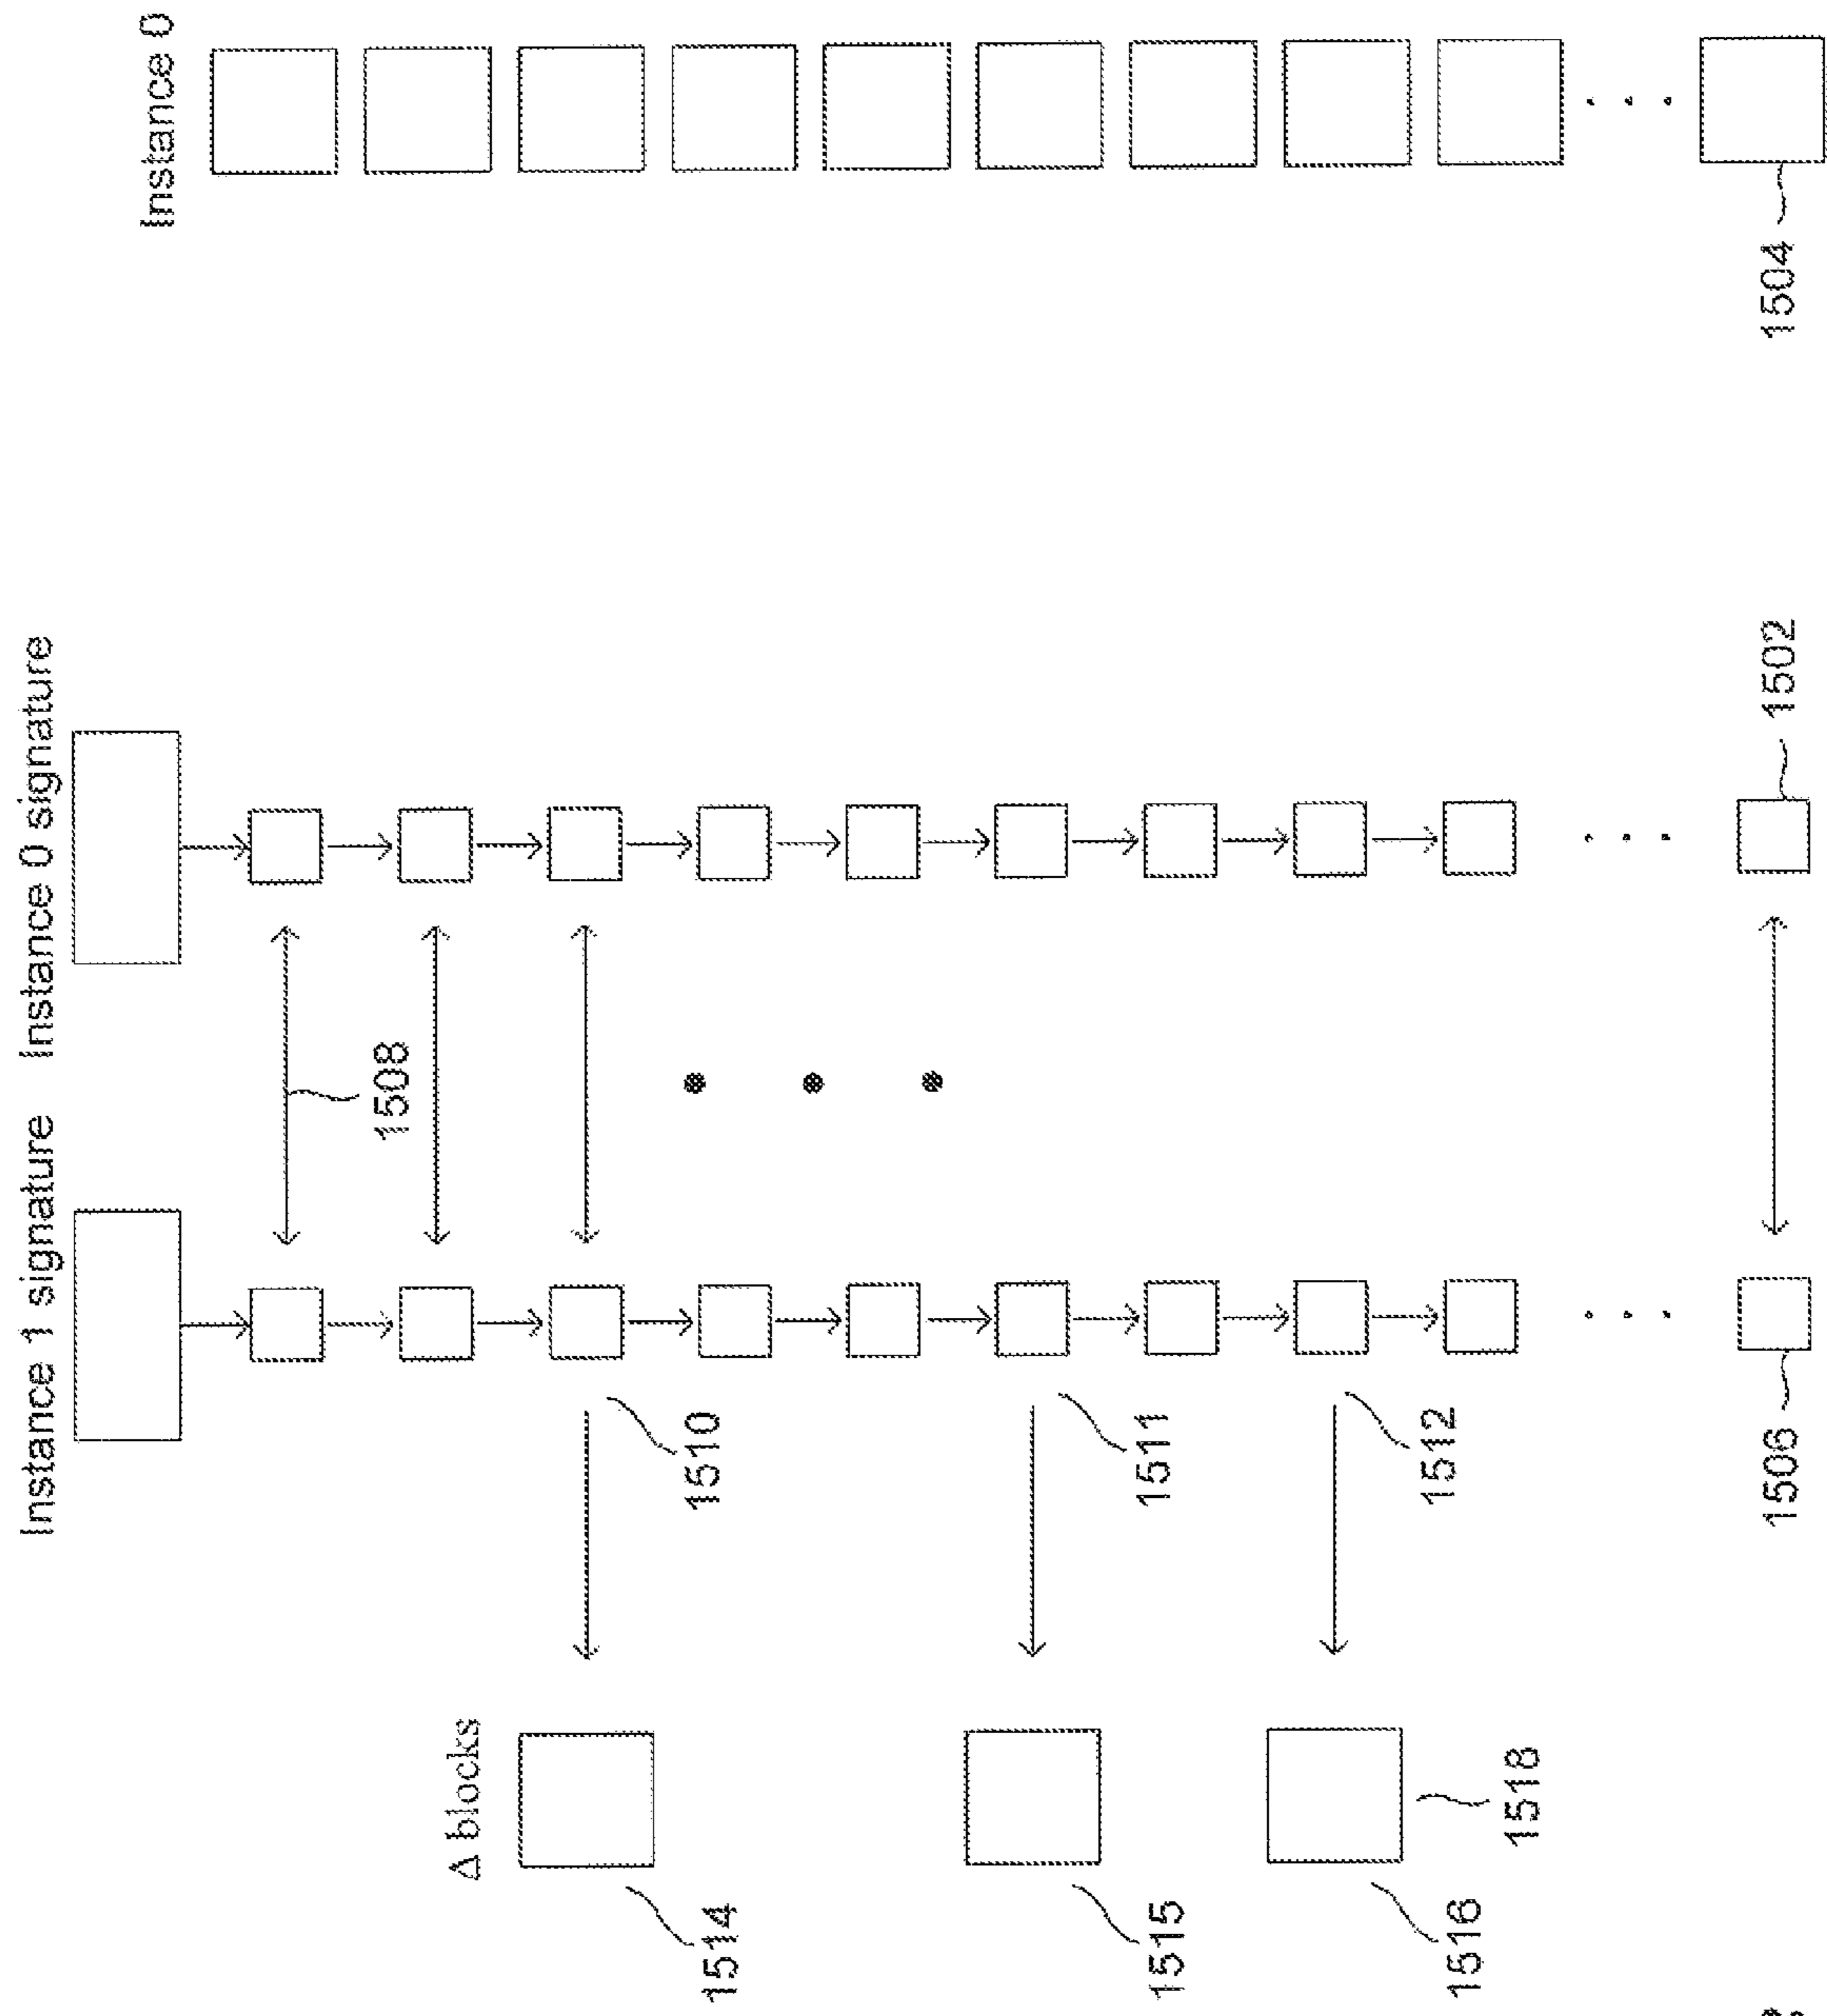 Instance 1 signature
Instance 0 signature
Instance 0
1508
Δ blocks
1510
1514
1511
1515
1512
1518
1516
1506
1502
1504